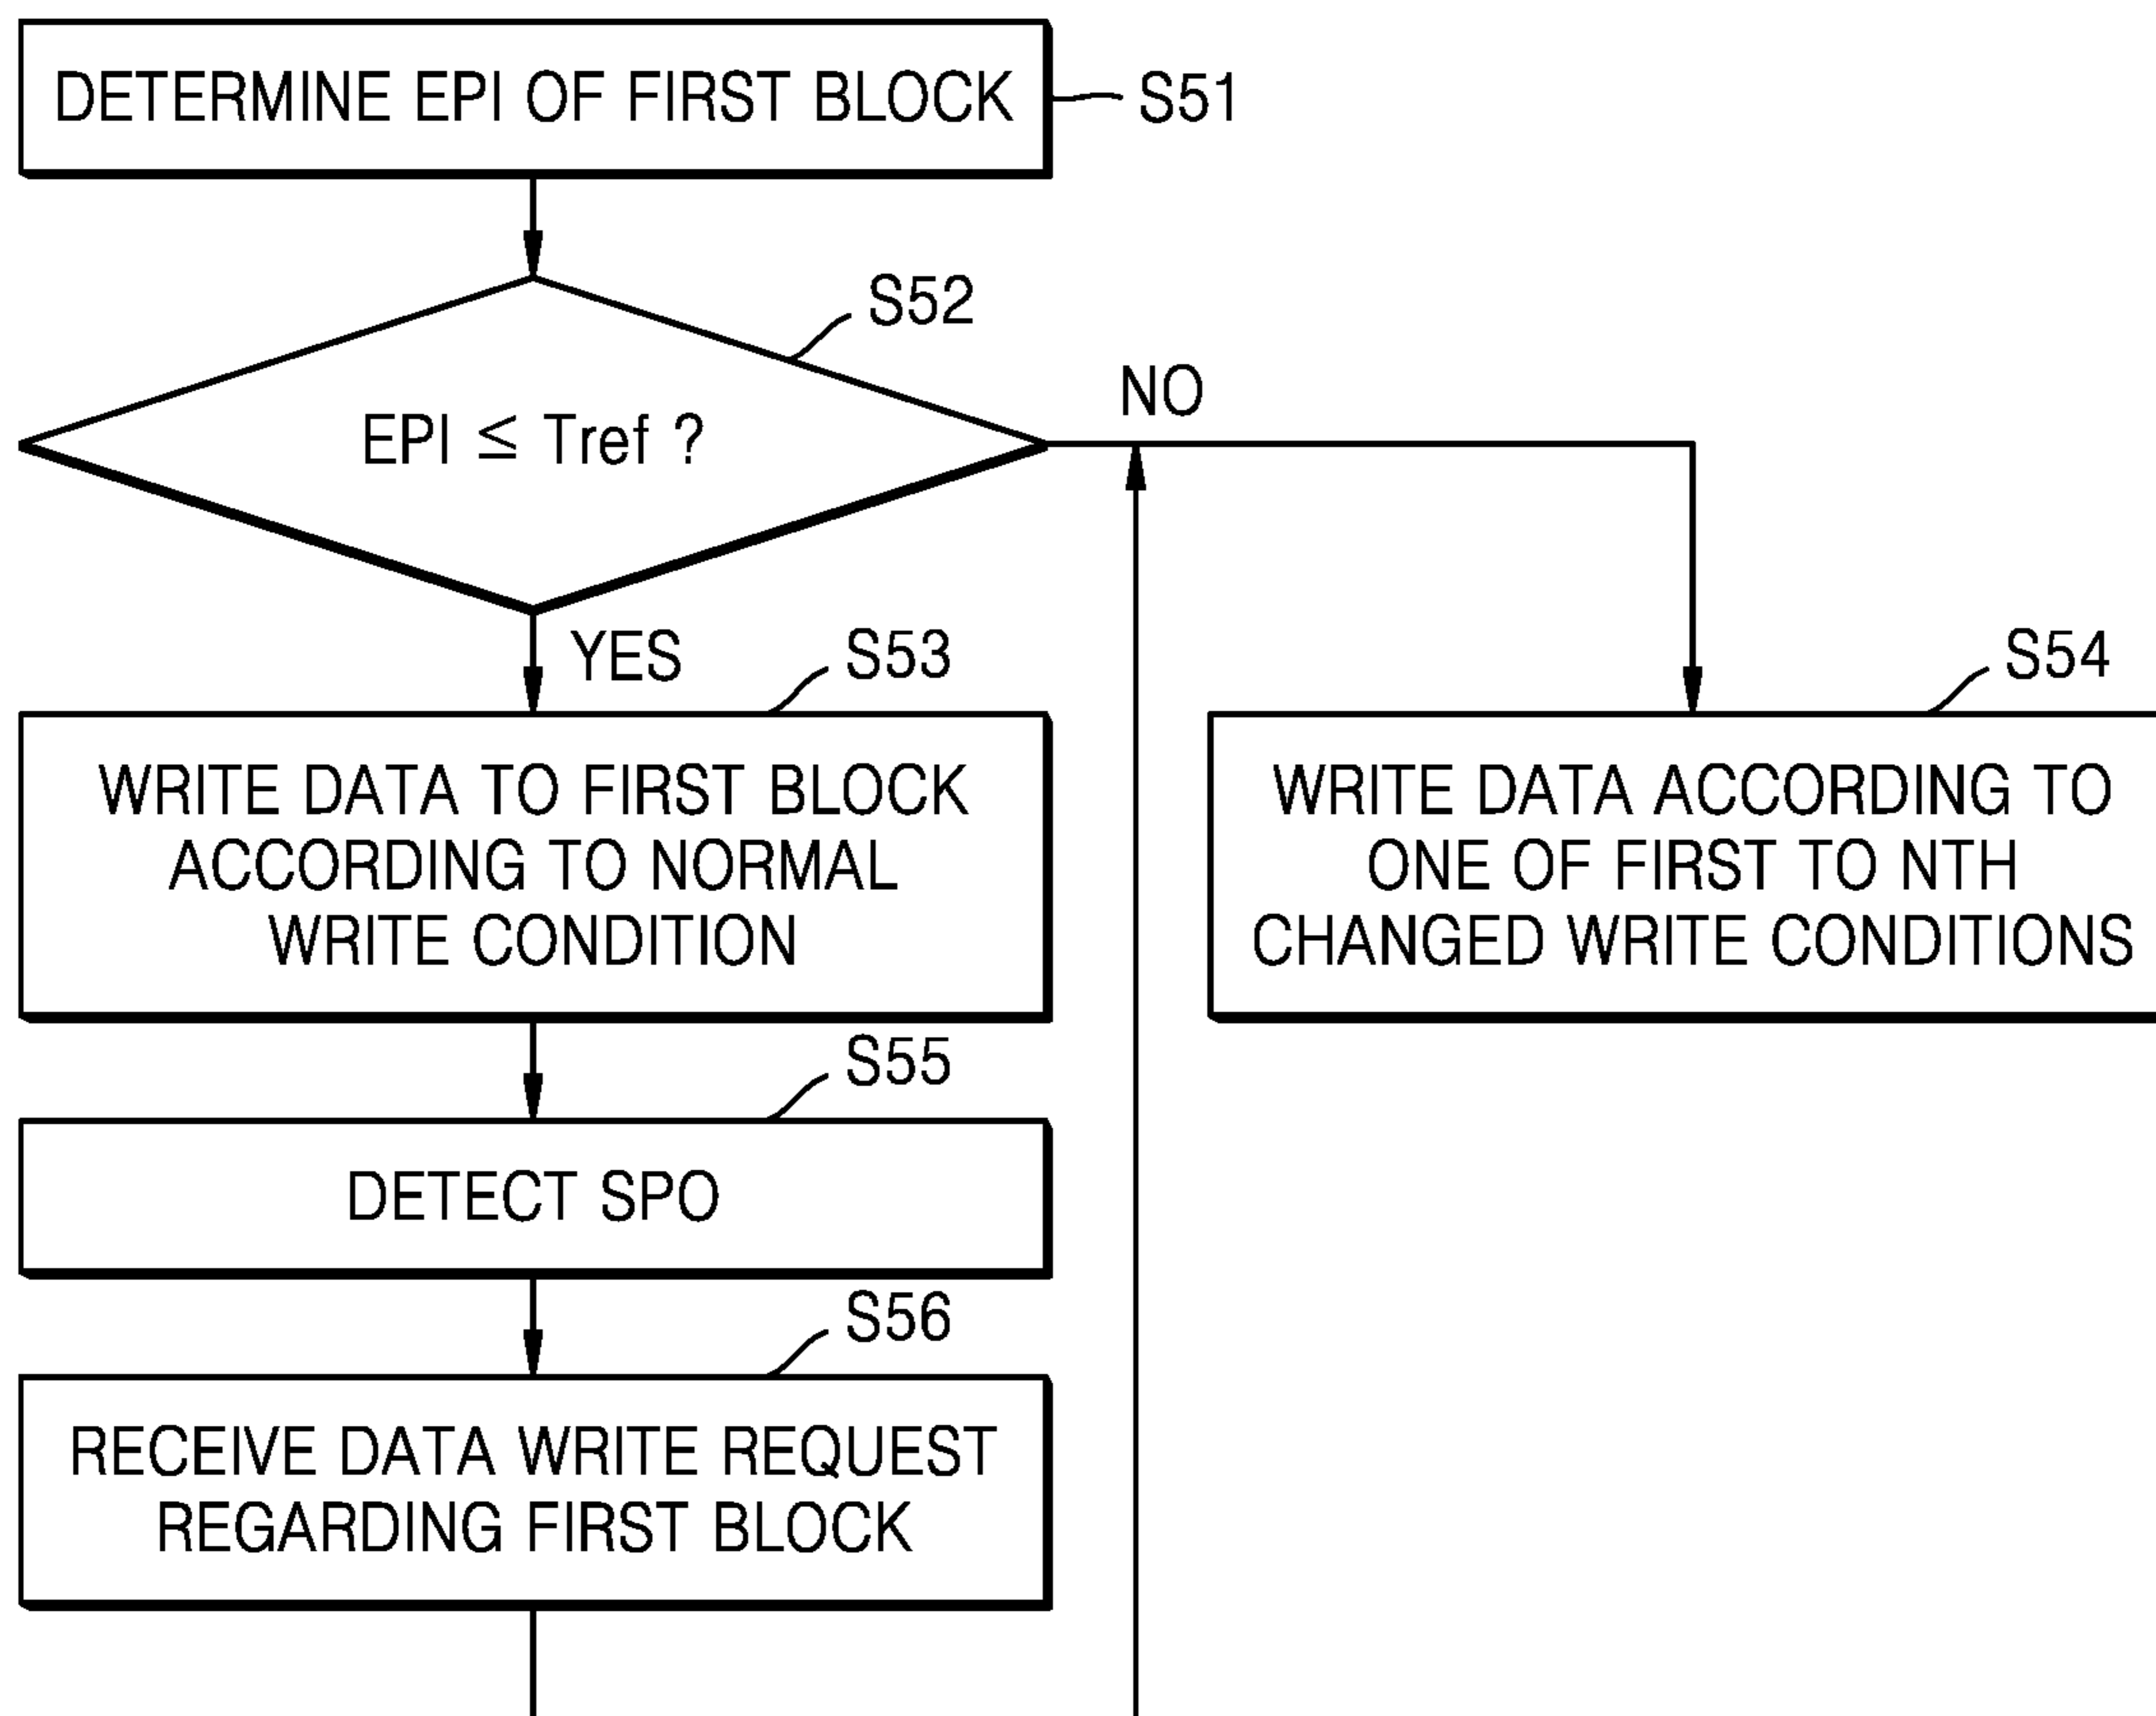 DETERMINE EPI OF FIRST BLOCK
S51
S52
EPI ≤ Tref ?
NO
YES
S53
S54
WRITE DATA TO FIRST BLOCK
ACCORDING TO NORMAL
WRITE CONDITION
WRITE DATA ACCORDING TO
ONE OF FIRST TO NTH
CHANGED WRITE CONDITIONS
S55
DETECT SPO
S56
RECEIVE DATA WRITE REQUEST
REGARDING FIRST BLOCK